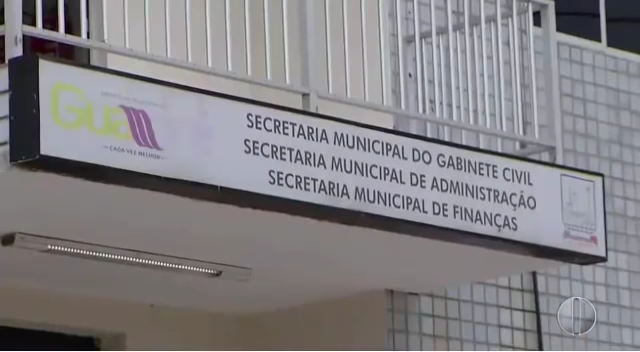 Gua
CADA VEZ MELHOR
SECRETARIA MUNICIPAL DO GABINETE CIVIL
SECRETARIA MUNICIPAL DE ADMINISTRAÇÃO
SECRETARIA MUNICIPAL DE FINANÇAS